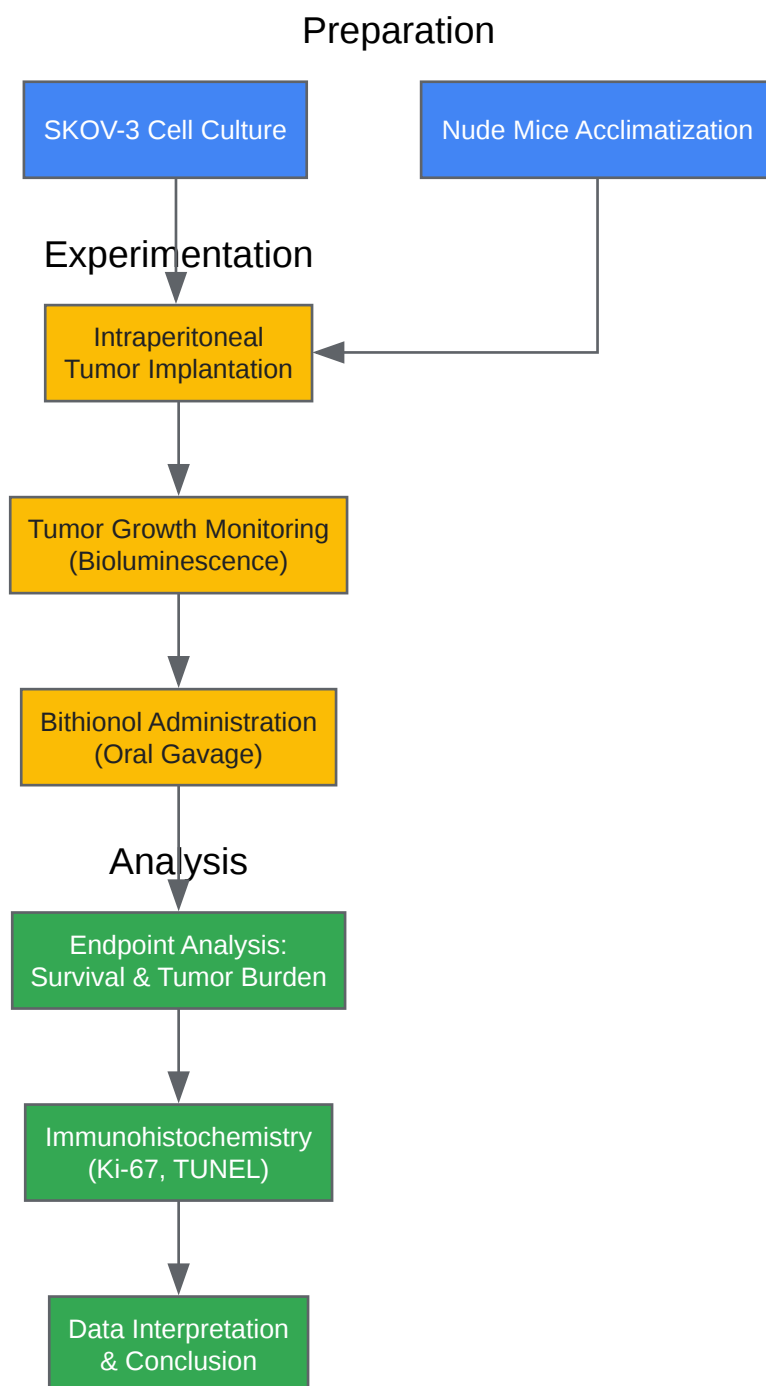 Preparation
SKOV-3 Cell Culture
Nude Mice Acclimatization
Experimentation
Intraperitoneal
Tumor Implantation
Tumor Growth Monitoring
(Bioluminescence)
Bithionol Administration
(Oral Gavage)
Analysis
Endpoint Analysis:
Survival & Tumor Burden
Immunohistochemistry
(Ki-67, TUNEL)
Data Interpretation
& Conclusion